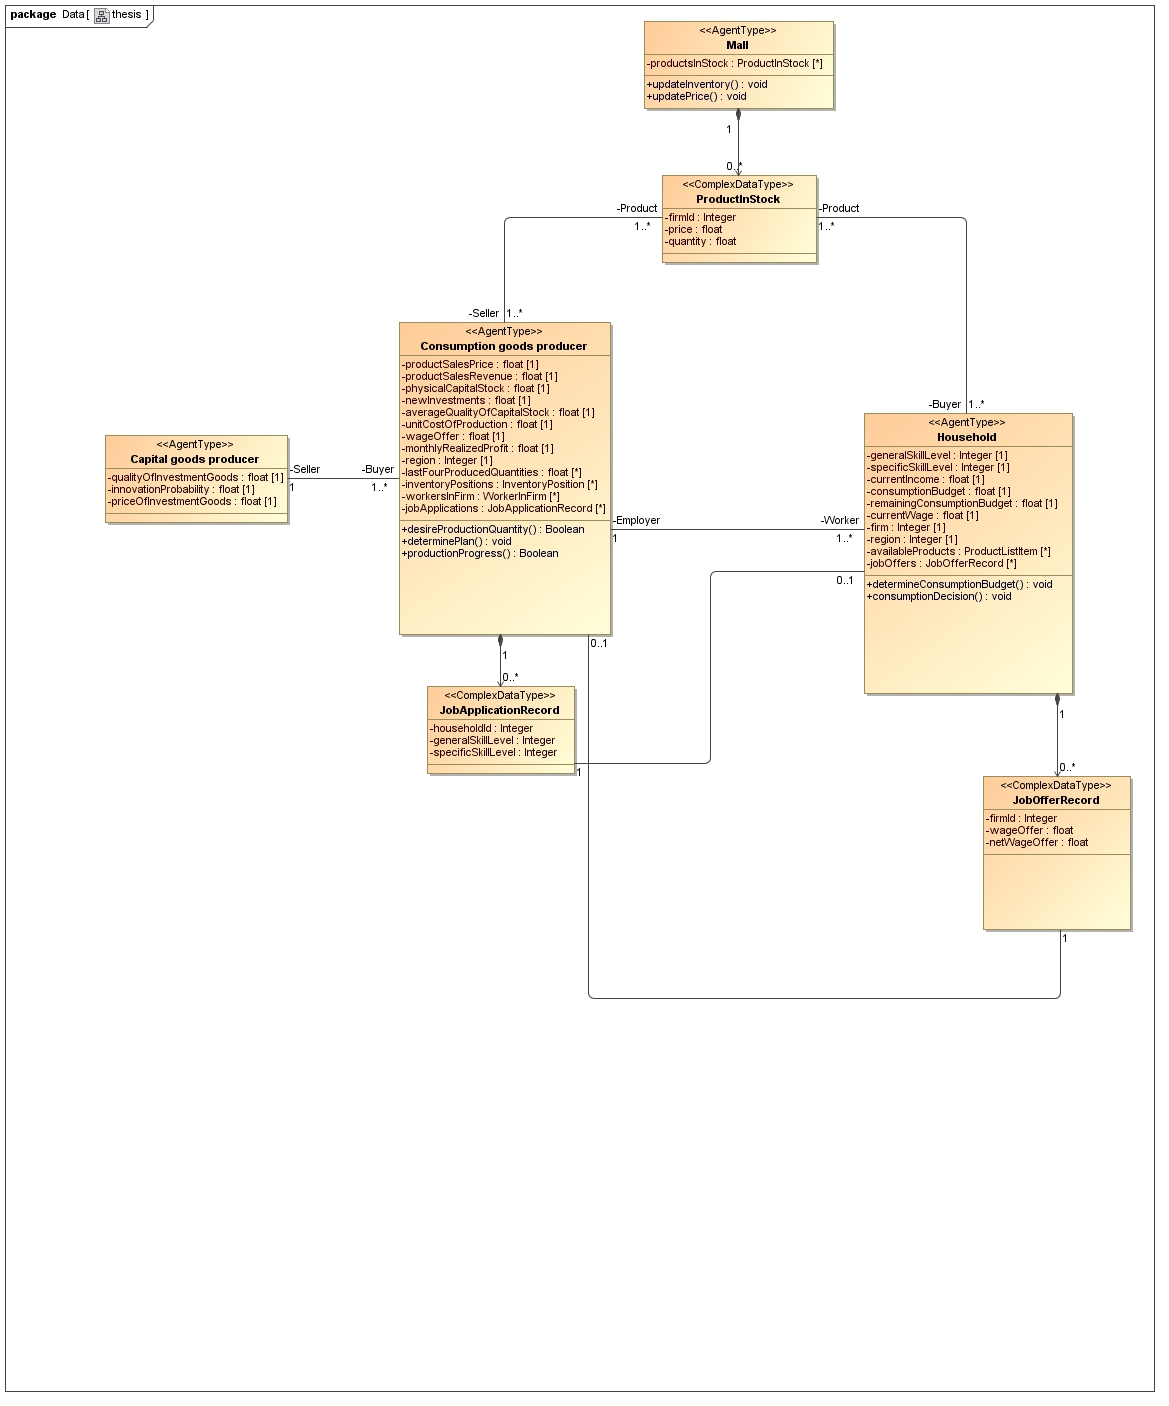 package Data [ thesis ]
<<AgentType>>
Mall
-productsInStock : ProductInStock [*]
+updateInventory() : void
+updatePrice() : void
1
0..*
<<ComplexDataType>>
ProductInStock
-firmId : Integer
-price : float
-quantity : float
-Product
1..*
-Product
1..*
-Seller
1..*
<<AgentType>>
Consumption goods producer
-productSalesPrice : float [1]
-productSalesRevenue : float [1]
-physicalCapitalStock : float [1]
-newInvestments : float [1]
-averageQualityOfCapitalStock : float [1]
-unitCostOfProduction : float [1]
-wageOffer : float [1]
-monthlyRealizedProfit : float [1]
-region : Integer [1]
-lastFourProducedQuantities : float [*]
-inventoryPositions : InventoryPosition [*]
-workersInFirm : WorkerInFirm [*]
-jobApplications : JobApplicationRecord [*]
+desireProductionQuantity() : Boolean
+determinePlan() : void
+productionProgress() : Boolean
-Buyer
1..*
<<AgentType>>
Household
-generalSkillLevel : Integer [1]
-specificSkillLevel : Integer [1]
-currentIncome : float [1]
-consumptionBudget : float [1]
-remainingConsumptionBudget : float [1]
-currentWage : float [1]
-firm : Integer [1]
-region : Integer [1]
-availableProducts : ProductListItem [*]
-jobOffers : JobOfferRecord [*]
+determineConsumptionBudget() : void
+consumptionDecision() : void
<<AgentType>>
Capital goods producer
-qualityOfInvestmentGoods : float [1]
-innovationProbability : float [1]
-priceOfInvestmentGoods : float [1]
-Seller
1
-Buyer
1..*
-Employer
1
-Worker
1..*
0..1
0..1
1
0..*
<<ComplexDataType>>
JobApplicationRecord
-householdId : Integer
-generalSkillLevel : Integer
-specificSkillLevel : Integer
1
1
0..*
<<ComplexDataType>>
JobOfferRecord
-firmId : Integer
-wageOffer : float
-netWageOffer : float
1